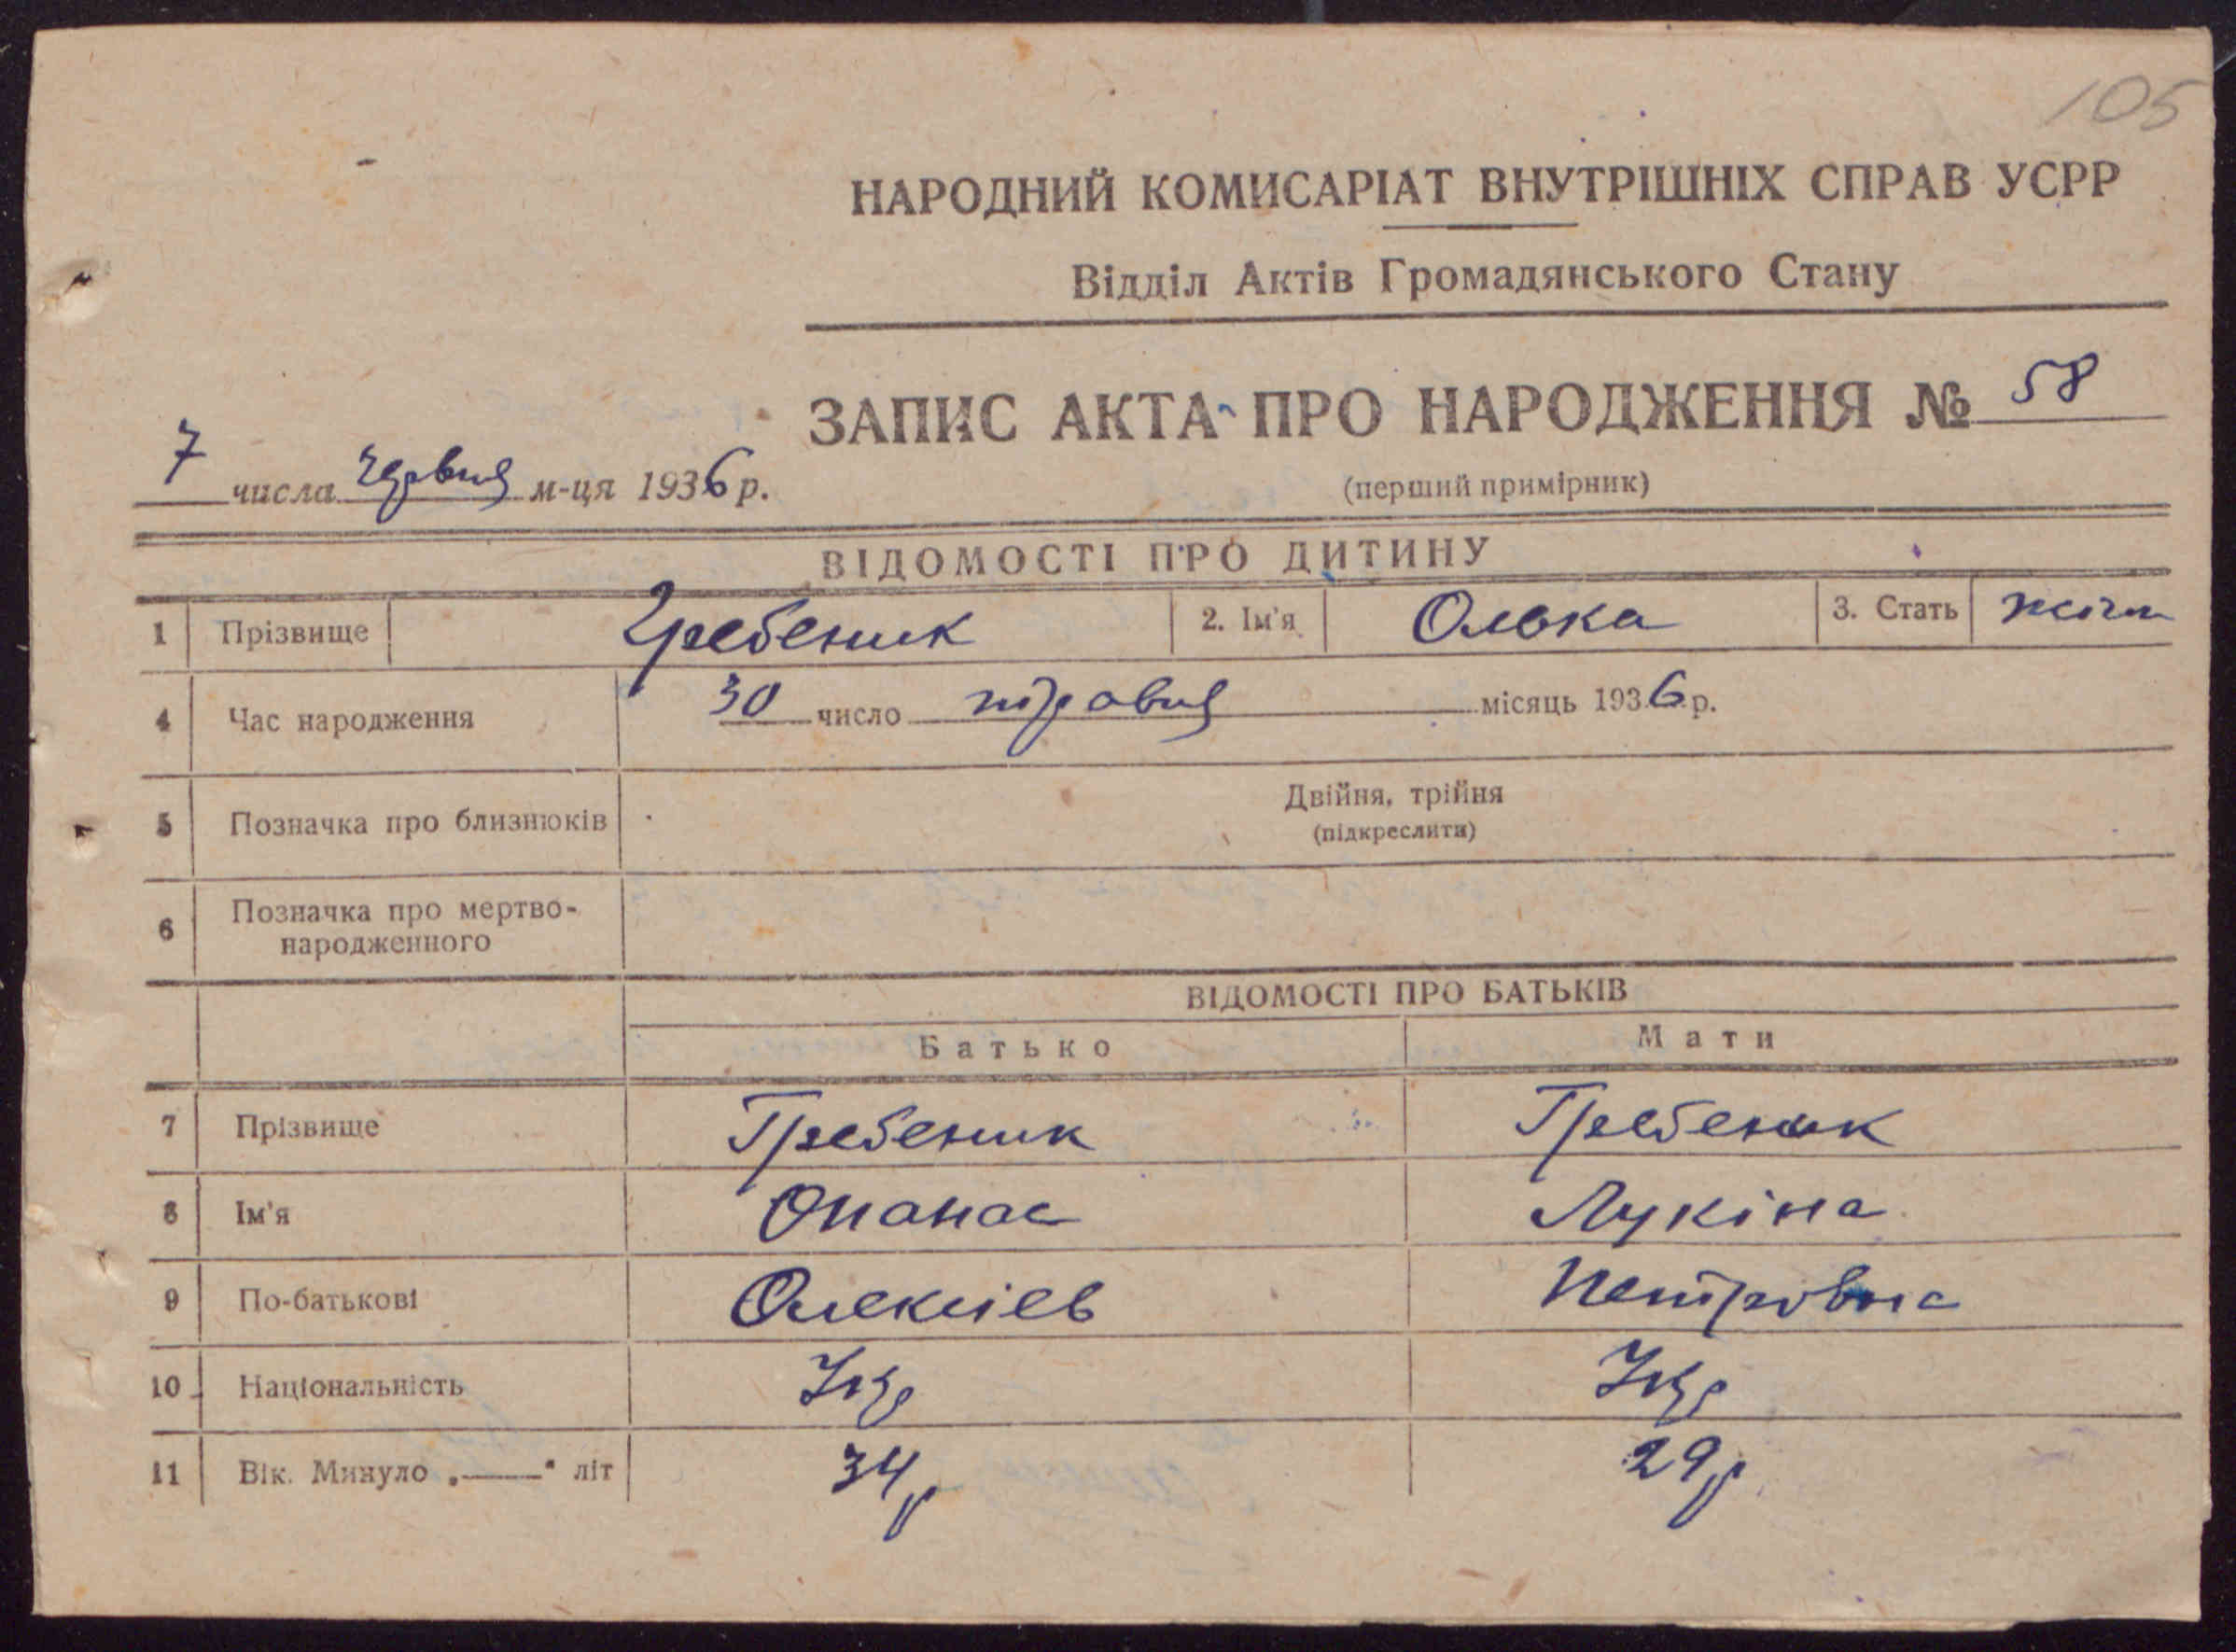 105
НАРОДНИЙ КОМИСАРІАТ ВНУТРІШНІХ СПРАВ УСРР
Відділ Актів Громадянського Стану
ЗАПИС АКТА ПРО НАРОДЖЕННЯ № 58
7 числа червня м-ця 1936 р.
(перший примірник)
ВІДОМОСТІ ПРО ДИТИНУ
1 Прізвище Гребеник 2. Ім'я Олька 3. Стать жіноч
4 Час народження 30 число травня місяць 1936 р.
5 Позначка про близнюків Двійня, трійня
(підкреслити)
6 Позначка про мертво-
народженного
ВІДОМОСТІ ПРО БАТЬКІВ
Батько Мати
7 Прізвище Гребеник Гребеник
8 Ім'я Опанас Лукіна
9 По-батькові Олексієв Петровна
10 Національність Укр Укр
11 Вік. Минуло „——" літ 34 р 29 р